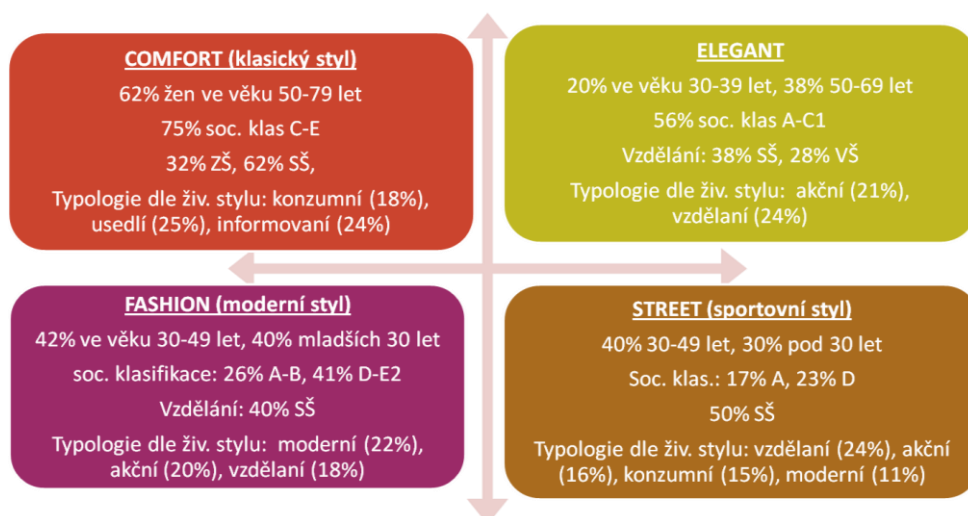 COMFORT (klasický styl)
62% žen ve věku 50-79 let
75% soc. klas C-E
32% ZŠ, 62% SŠ,
Typologie dle živ. stylu: konzumní (18%),
usedlí (25%), informovaní (24%)
ELEGANT
20% ve věku 30-39 let, 38% 50-69 let
56% soc. klas A-C1
Vzdělání: 38% SŠ, 28% VŠ
Typologie dle živ. stylu: akční (21%),
vzdělaní (24%)
FASHION (moderní styl)
42% ve věku 30-49 let, 40% mladších 30 let
soc. klasifikace: 26% A-B, 41% D-E2
Vzdělání: 40% SŠ
Typologie dle živ. stylu: moderní (22%),
akční (20%), vzdělaní (18%)
STREET (sportovní styl)
40% 30-49 let, 30% pod 30 let
Soc. klas.: 17% A, 23% D
50% SŠ
Typologie dle živ. stylu: vzdělaní (24%), akční
(16%), konzumní (15%), moderní (11%)